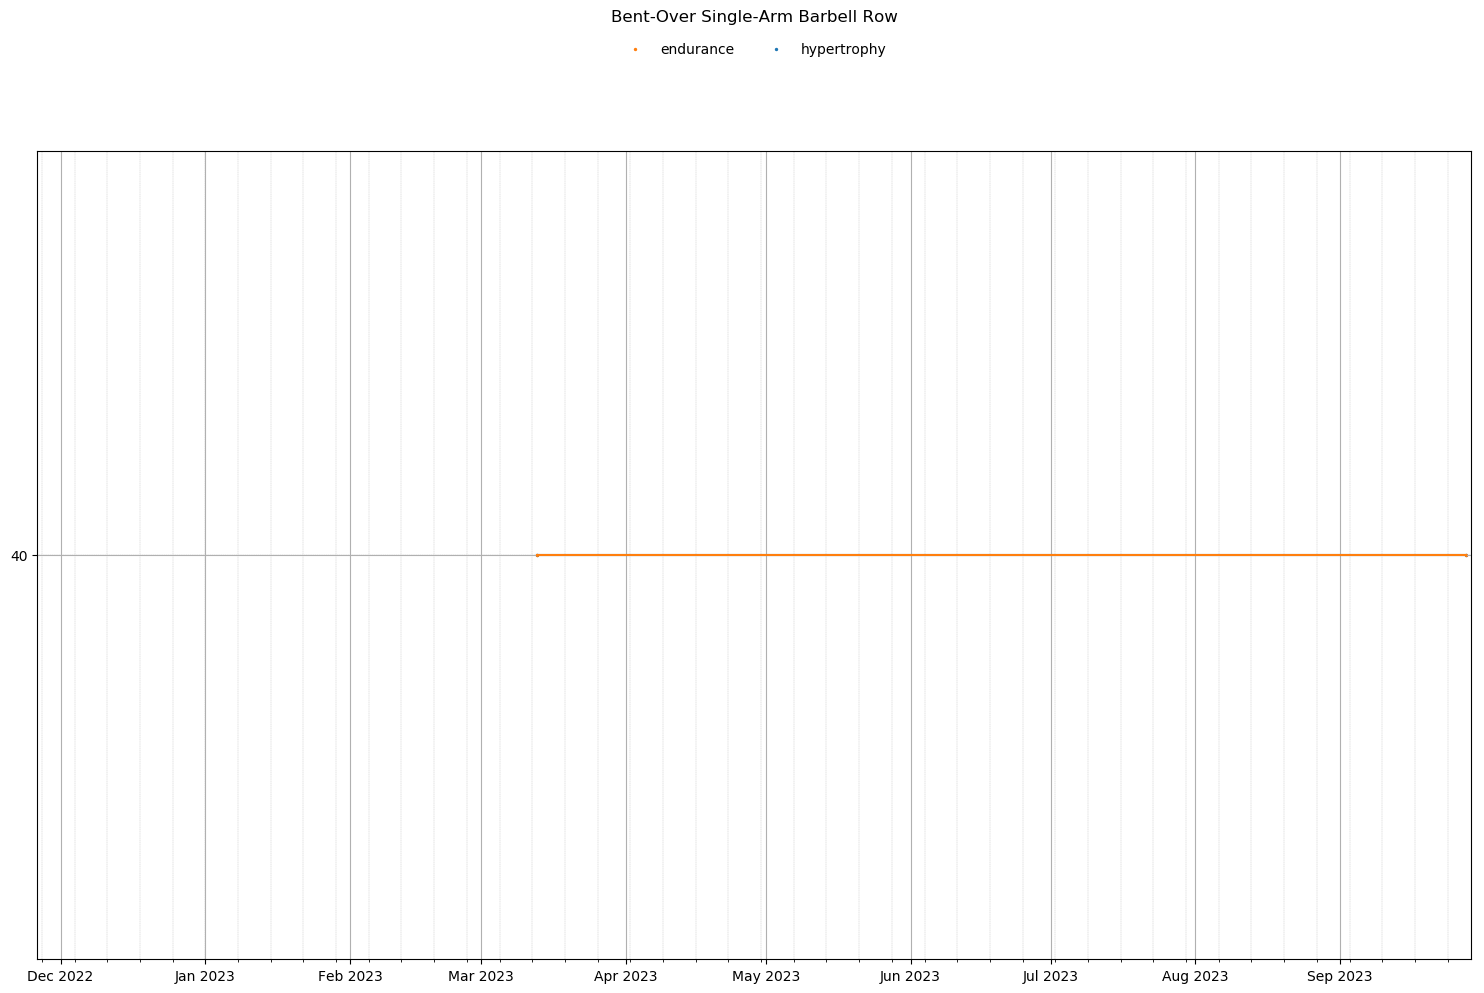 Bent-Over Single-Arm Barbell Row
endurance hypertrophy
40
Dec 2022 Jan 2023 Feb 2023 Mar 2023 Apr 2023 May 2023 Jun 2023 Jul 2023 Aug 2023 Sep 2023